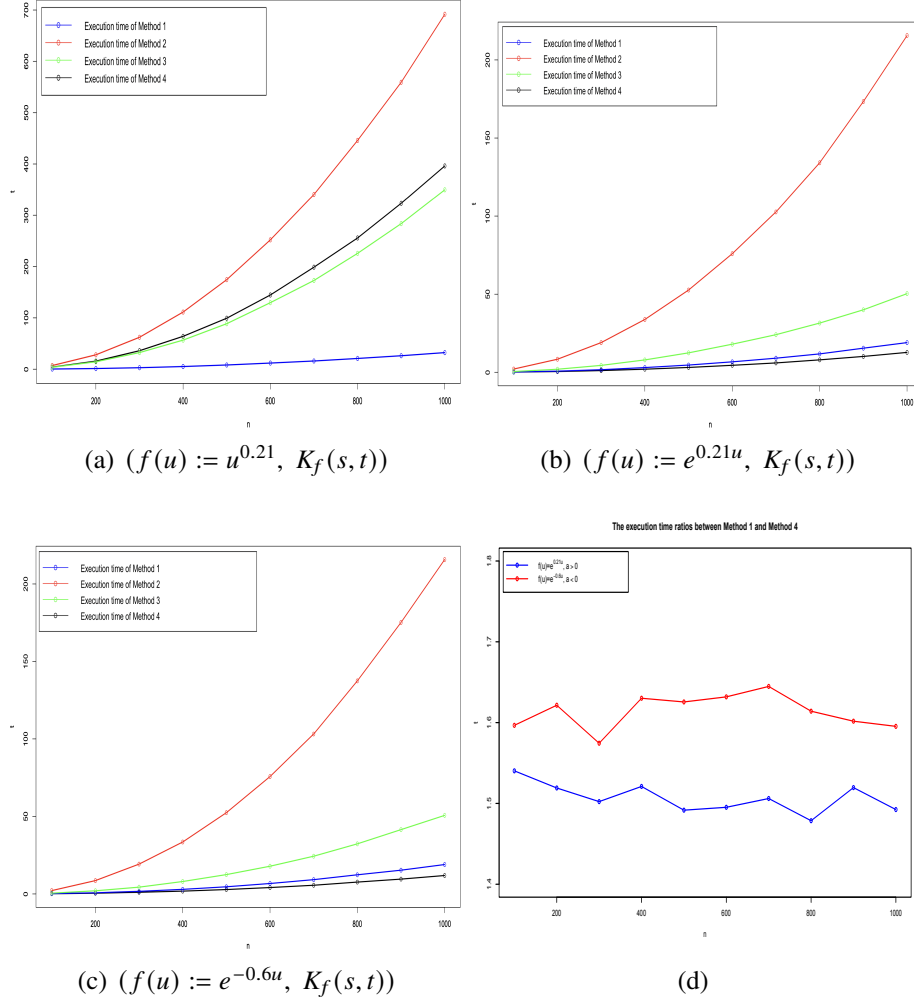 Execution time of Method 1
Execution time of Method 2
Execution time of Method 3
Execution time of Method 4
0 100 200 300 400 500 600 700
t
200 400 600 800 1000
n
(a) (f(u) := u^{0.21}, K_f(s, t))
Execution time of Method 1
Execution time of Method 2
Execution time of Method 3
Execution time of Method 4
0 50 100 150 200
t
200 400 600 800 1000
n
(b) (f(u) := e^{0.21u}, K_f(s, t))
Execution time of Method 1
Execution time of Method 2
Execution time of Method 3
Execution time of Method 4
0 50 100 150 200
t
200 400 600 800 1000
n
(c) (f(u) := e^{−0.6u}, K_f(s, t))
The execution time ratios between Method 1 and Method 4
f(u)=e^{0.21u}, a > 0
f(u)=e^{−0.6u}, a < 0
1.4 1.5 1.6 1.7 1.8
t
200 400 600 800 1000
n
(d)